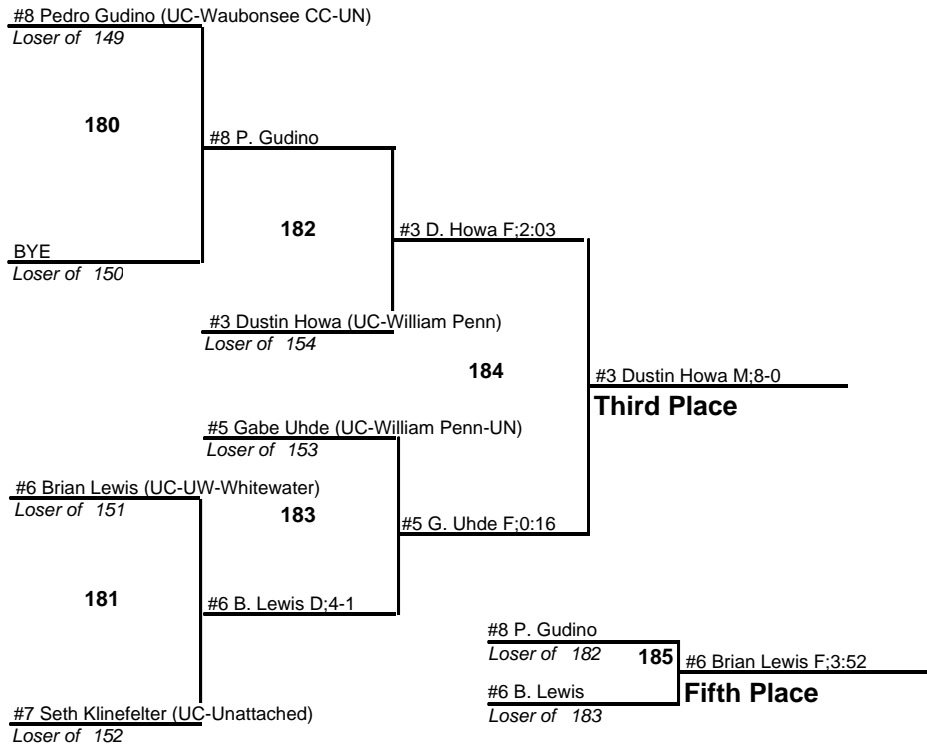 #8 Pedro Gudino (UC-Waubonsee CC-UN)
Loser of 149
180
#8 P. Gudino
182
#3 D. Howa F;2:03
BYE
Loser of 150
#3 Dustin Howa (UC-William Penn)
Loser of 154
184
#3 Dustin Howa M;8-0
Third Place
#5 Gabe Uhde (UC-William Penn-UN)
Loser of 153
#6 Brian Lewis (UC-UW-Whitewater)
Loser of 151
183
#5 G. Uhde F;0:16
181
#6 B. Lewis D;4-1
#8 P. Gudino
Loser of 182
185
#6 Brian Lewis F;3:52
Fifth Place
#6 B. Lewis
Loser of 183
#7 Seth Klinefelter (UC-Unattached)
Loser of 152